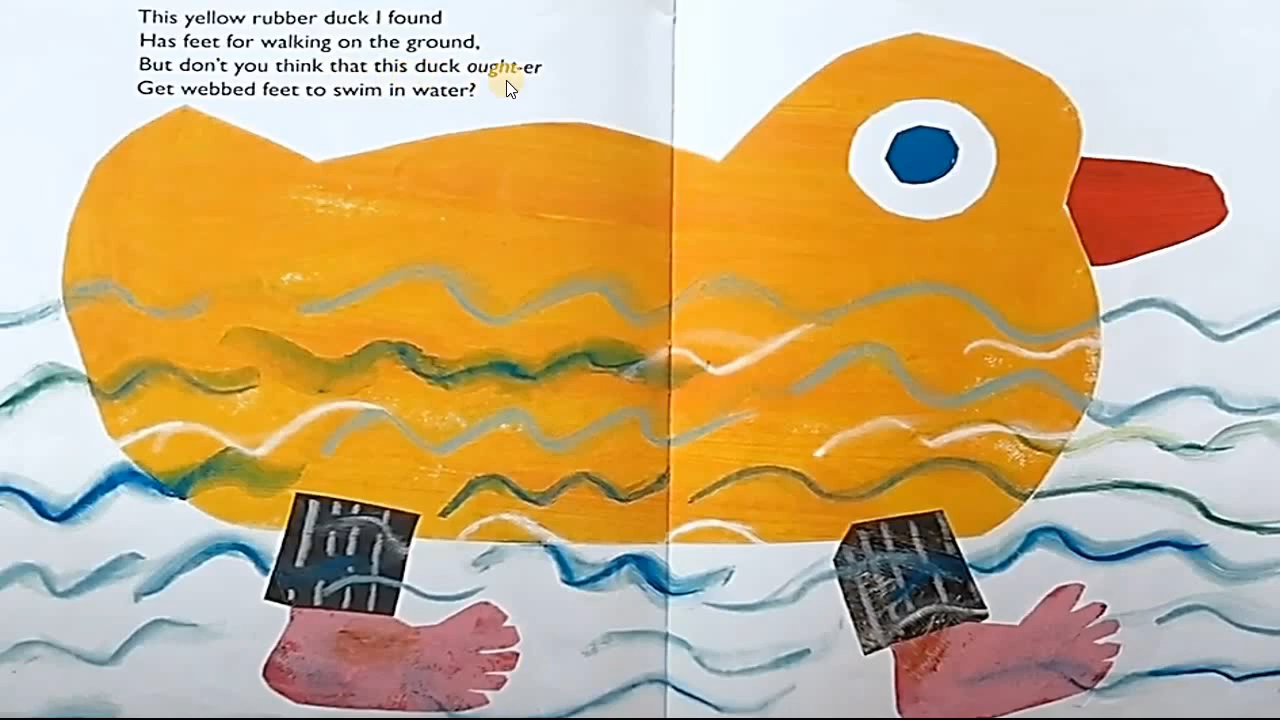 This yellow rubber duck I found
Has feet for walking on the ground,
But don't you think that this duck ought-er
Get webbed feet to swim in water?